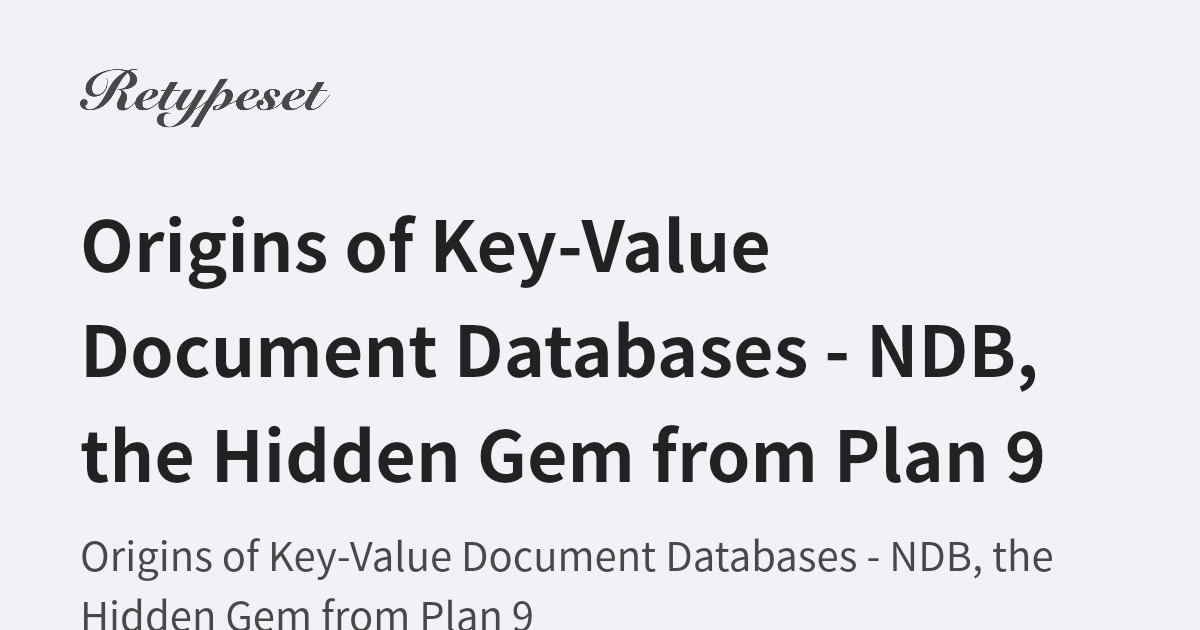 Retypeset
Origins of Key-Value
Document Databases - NDB,
the Hidden Gem from Plan 9
Origins of Key-Value Document Databases - NDB, the
Hidden Gem from Plan 9